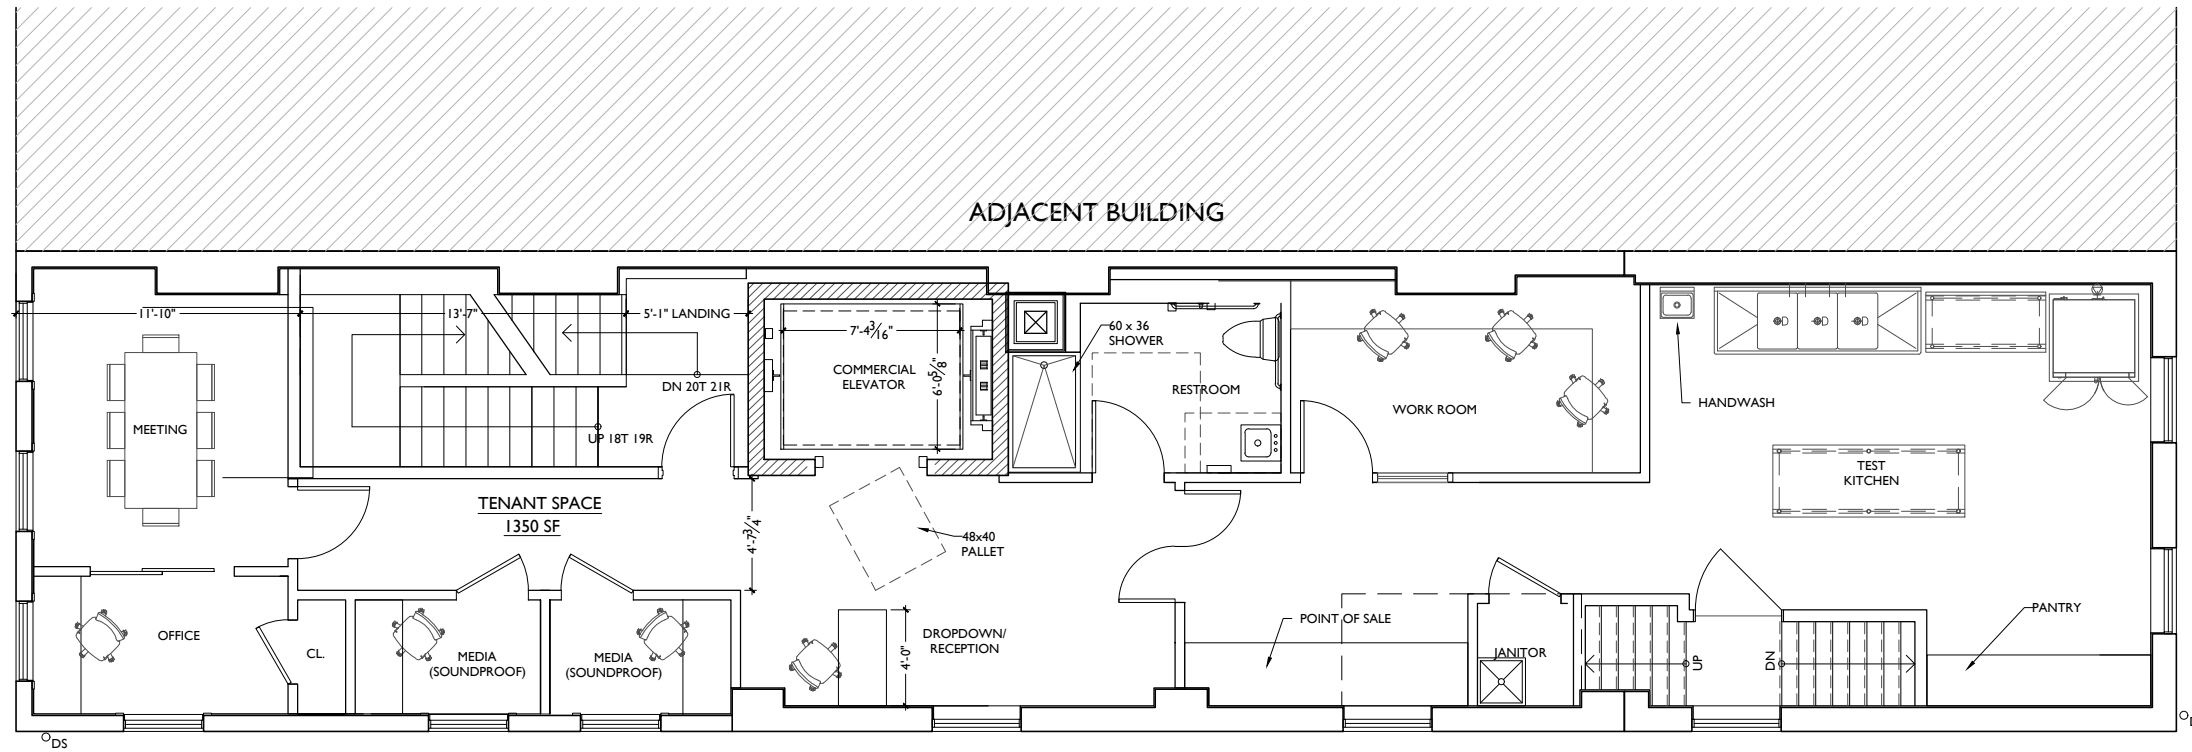 ADJACENT BUILDING
11'-10"
13'-7"
5'-1" LANDING
7'-4 3/16"
6'-0 5/8"
COMMERCIAL
ELEVATOR
60 x 36
SHOWER
DN 20T 21R
UP 18T 19R
RESTROOM
WORK ROOM
HANDWASH
MEETING
TEST
KITCHEN
TENANT SPACE
1350 SF
4'-7 3/4"
48x40
PALLET
OFFICE
CL.
MEDIA
(SOUNDPROOF)
MEDIA
(SOUNDPROOF)
4'-0"
DROPDOWN/
RECEPTION
POINT OF SALE
JANITOR
UP
DN
PANTRY
DS